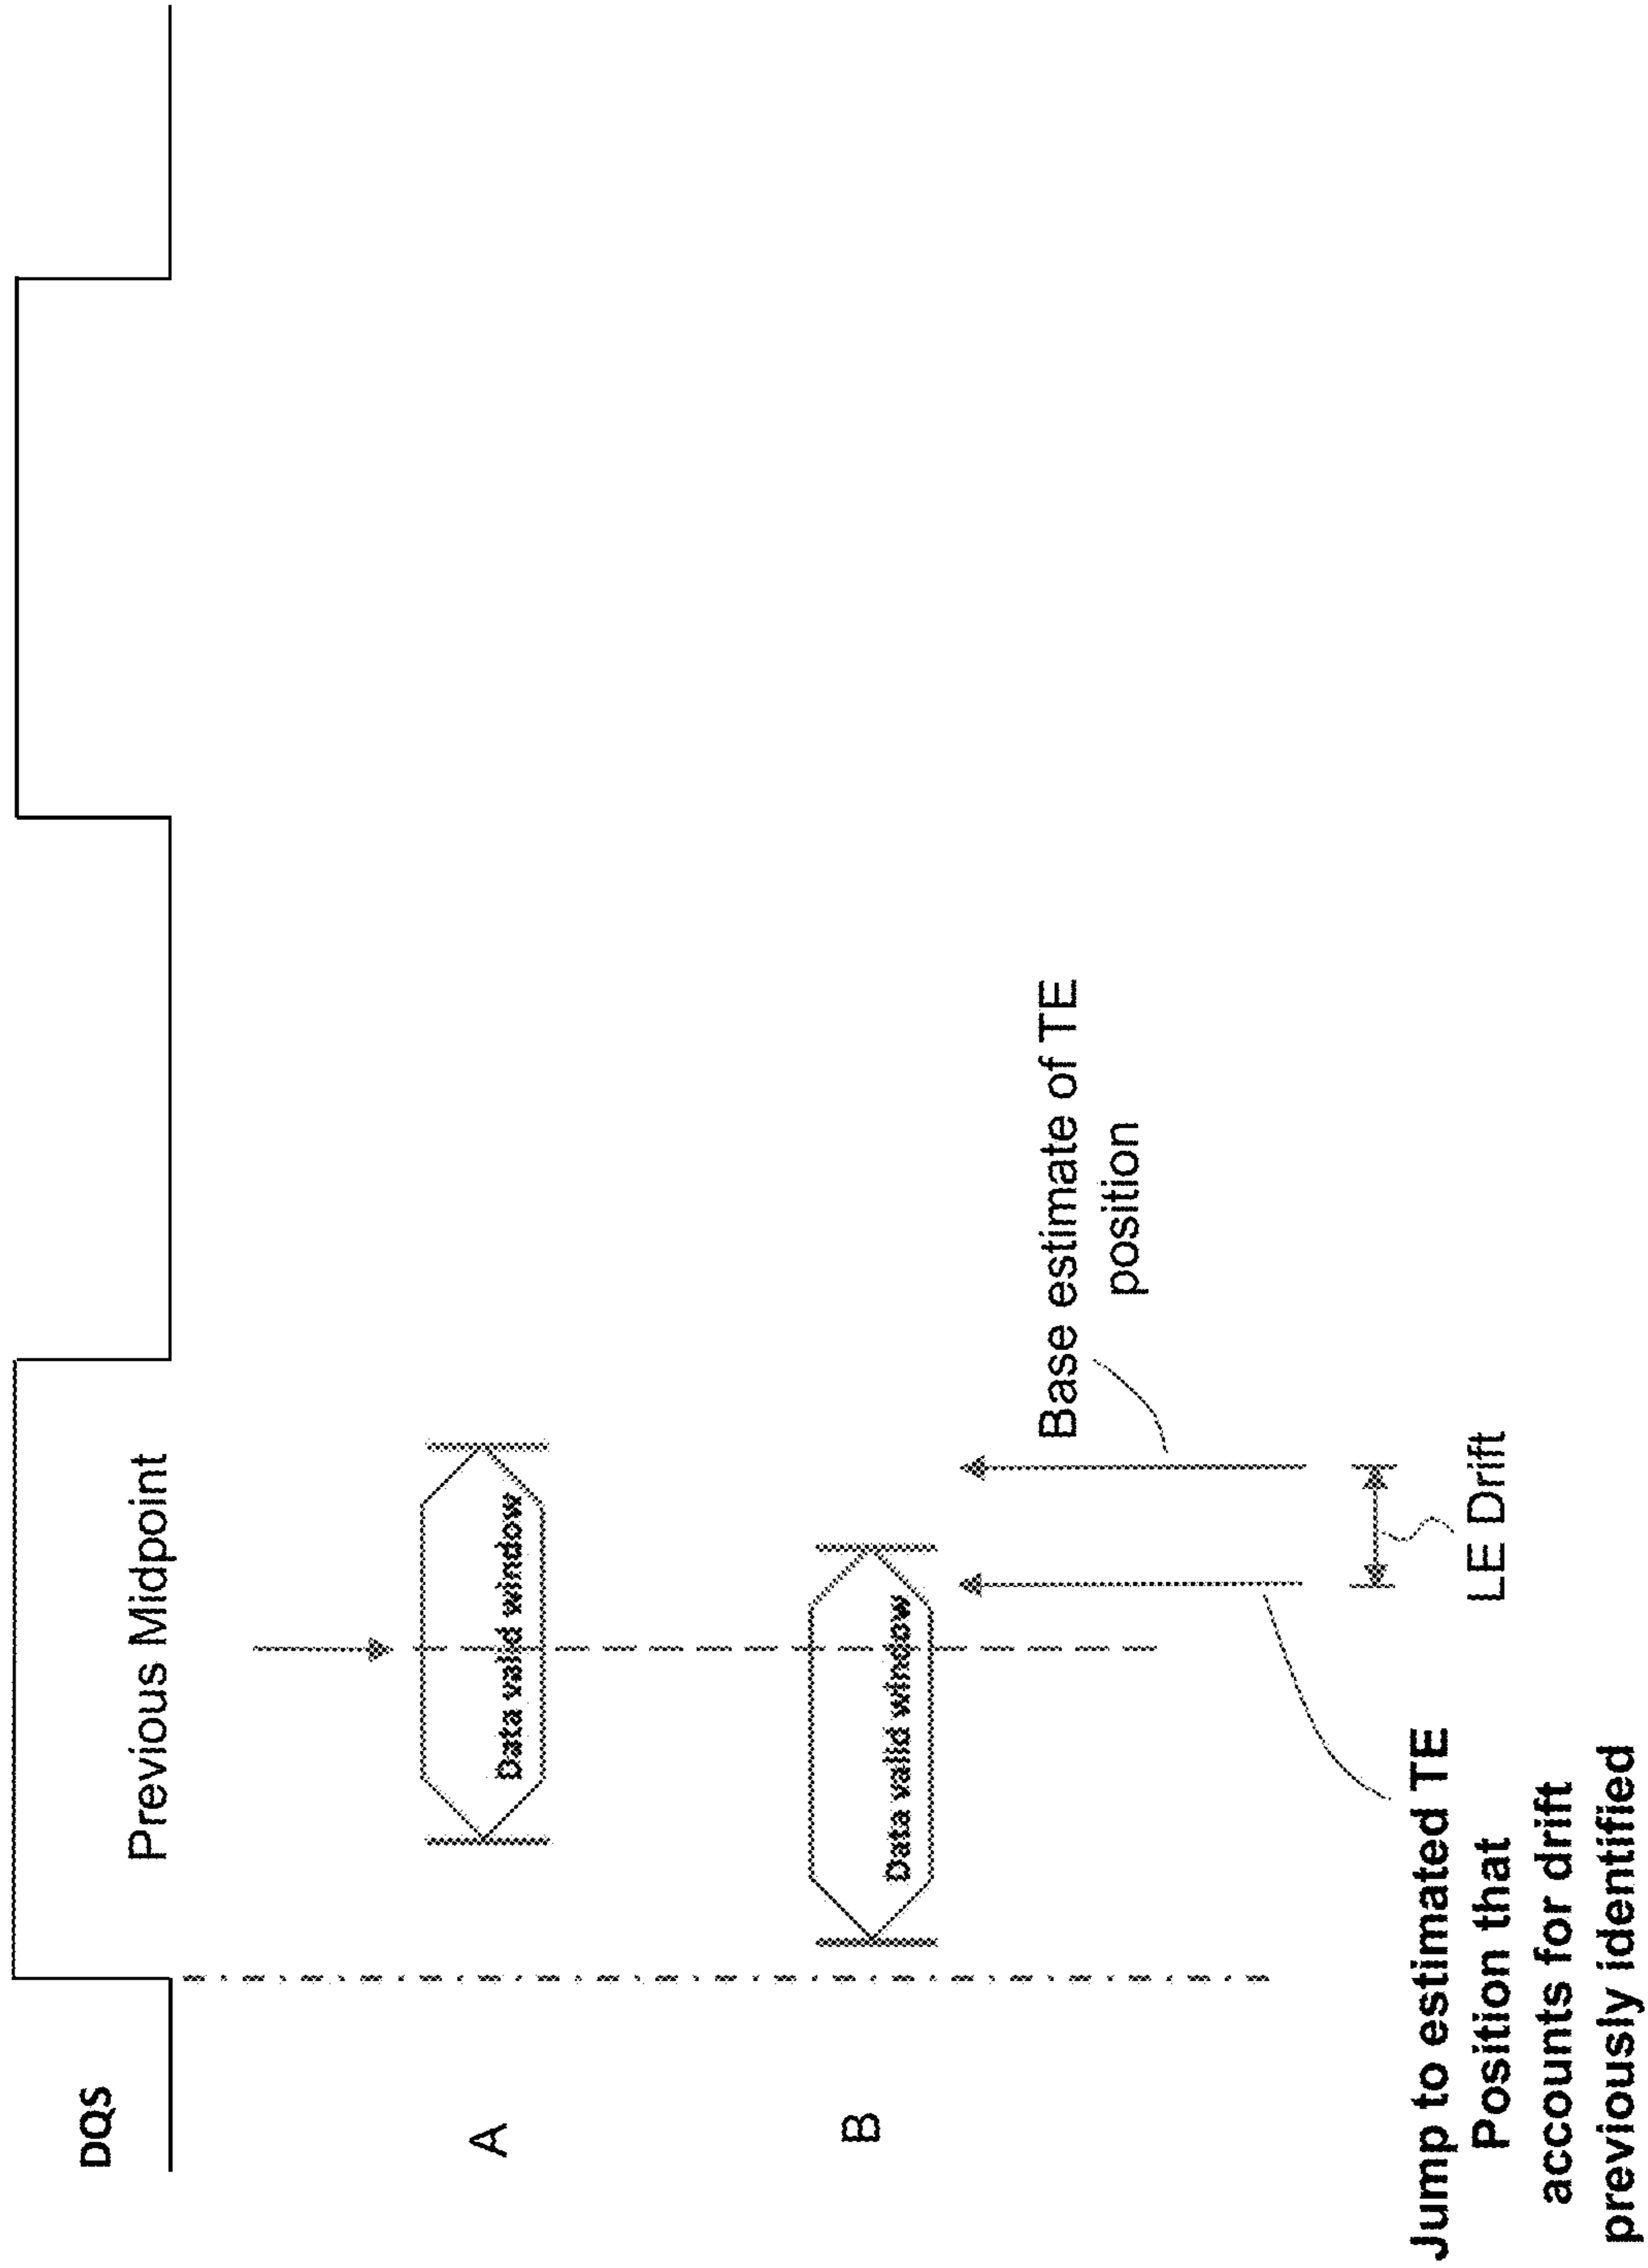 DQS
Previous Midpoint
A
Data valid window
B
Data valid window
Base estimate of TE
position
LE Drift
Jump to estimated TE
Position that
accounts for drift
previously identified